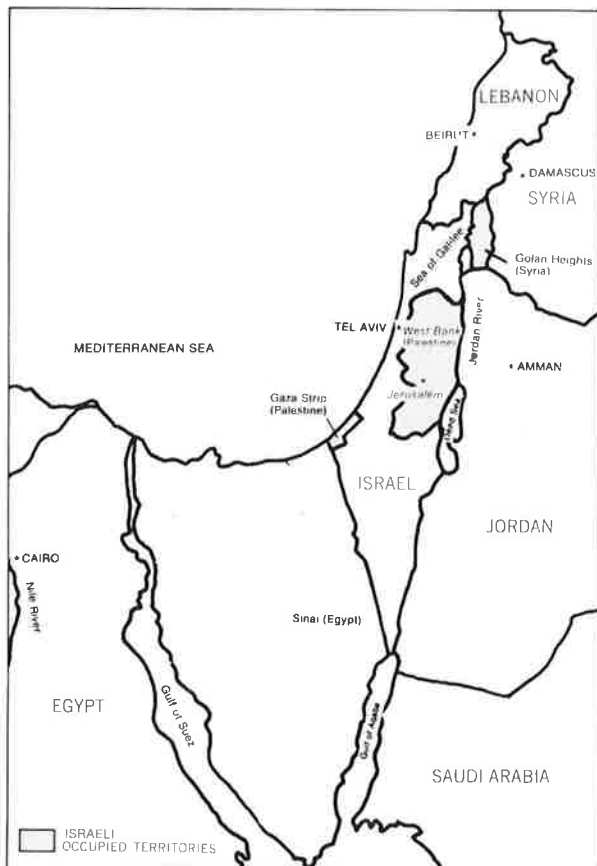 LEBANON
BEIRUT
DAMASCUS
SYRIA
Sea of Galilee
Golan Heights
(Syria)
TEL AVIV
West Bank
(Palestine)
Jordan River
MEDITERRANEAN SEA
AMMAN
Jerusalem
Gaza Strip
(Palestine)
Dead Sea
ISRAEL
JORDAN
CAIRO
Nile River
Sinai (Egypt)
EGYPT
Gulf of Suez
Gulf of Aqaba
SAUDI ARABIA
ISRAELI
OCCUPIED TERRITORIES